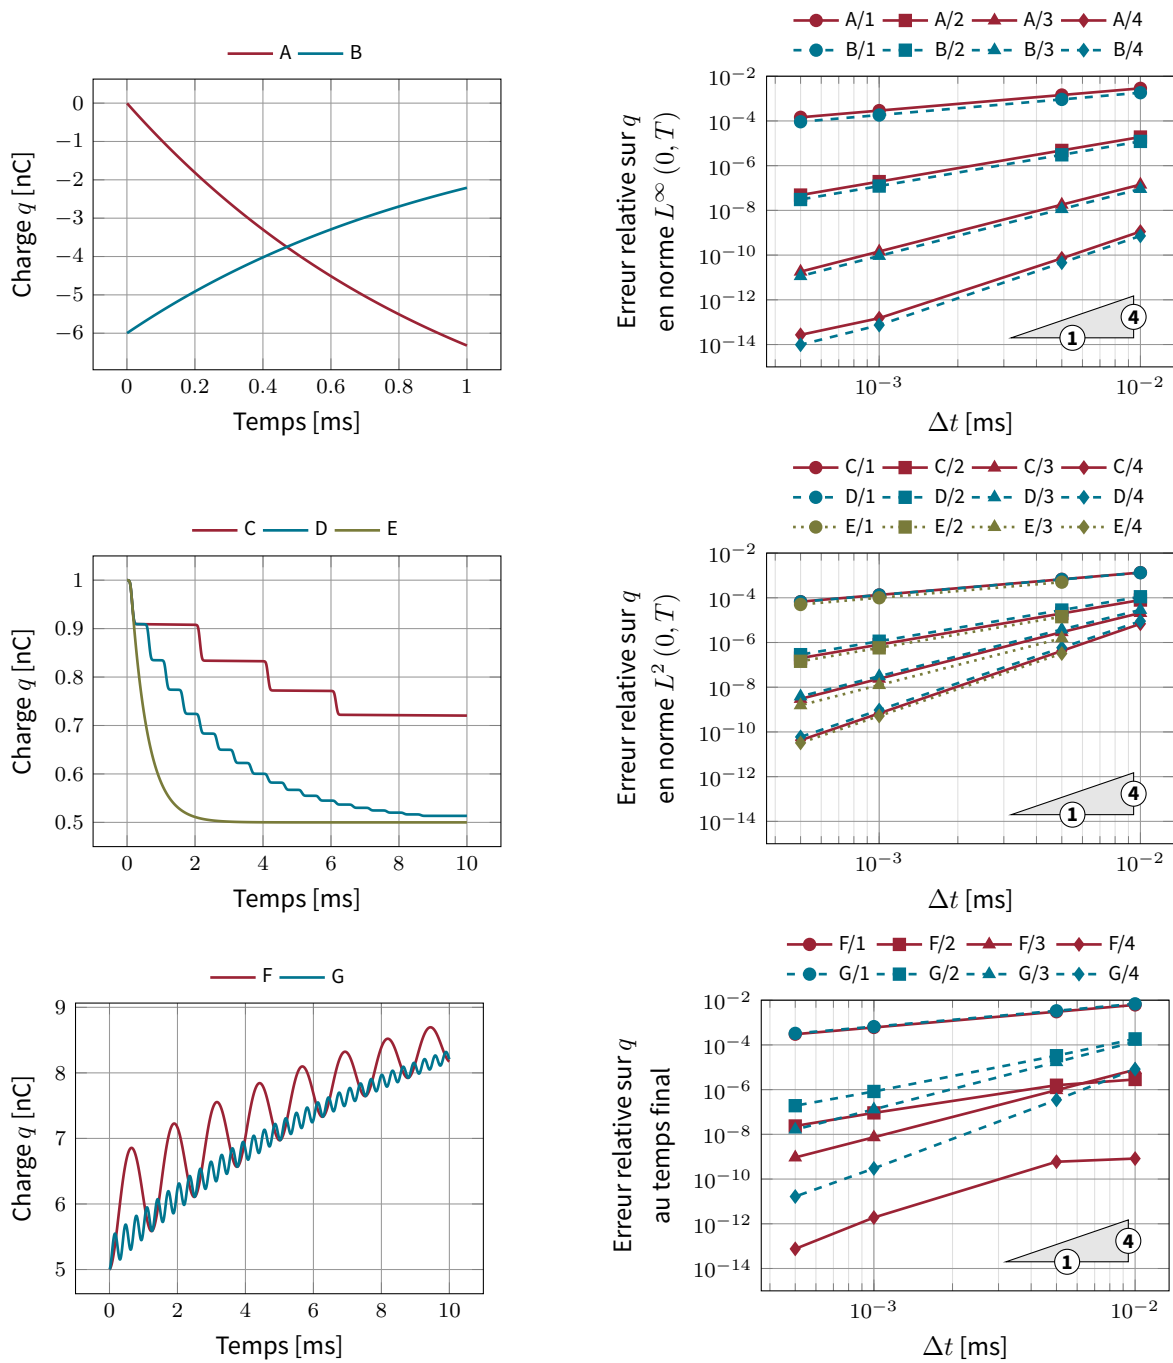 A B
0
−1
−2
−3
−4
−5
−6
Charge q [nC]
0 0.2 0.4 0.6 0.8 1
Temps [ms]
A/1 A/2 A/3 A/4
B/1 B/2 B/3 B/4
10−2
10−4
10−6
10−8
10−10
10−12
10−14
Erreur relative sur q
en norme L∞ (0, T)
1
4
10−3 10−2
Δt [ms]
C D E
1
0.9
0.8
0.7
0.6
0.5
Charge q [nC]
0 2 4 6 8 10
Temps [ms]
C/1 C/2 C/3 C/4
D/1 D/2 D/3 D/4
E/1 E/2 E/3 E/4
10−2
10−4
10−6
10−8
10−10
10−12
10−14
Erreur relative sur q
en norme L2 (0, T)
1
4
10−3 10−2
Δt [ms]
F G
9
8
7
6
5
Charge q [nC]
0 2 4 6 8 10
Temps [ms]
F/1 F/2 F/3 F/4
G/1 G/2 G/3 G/4
10−2
10−4
10−6
10−8
10−10
10−12
10−14
Erreur relative sur q
au temps final
1
4
10−3 10−2
Δt [ms]